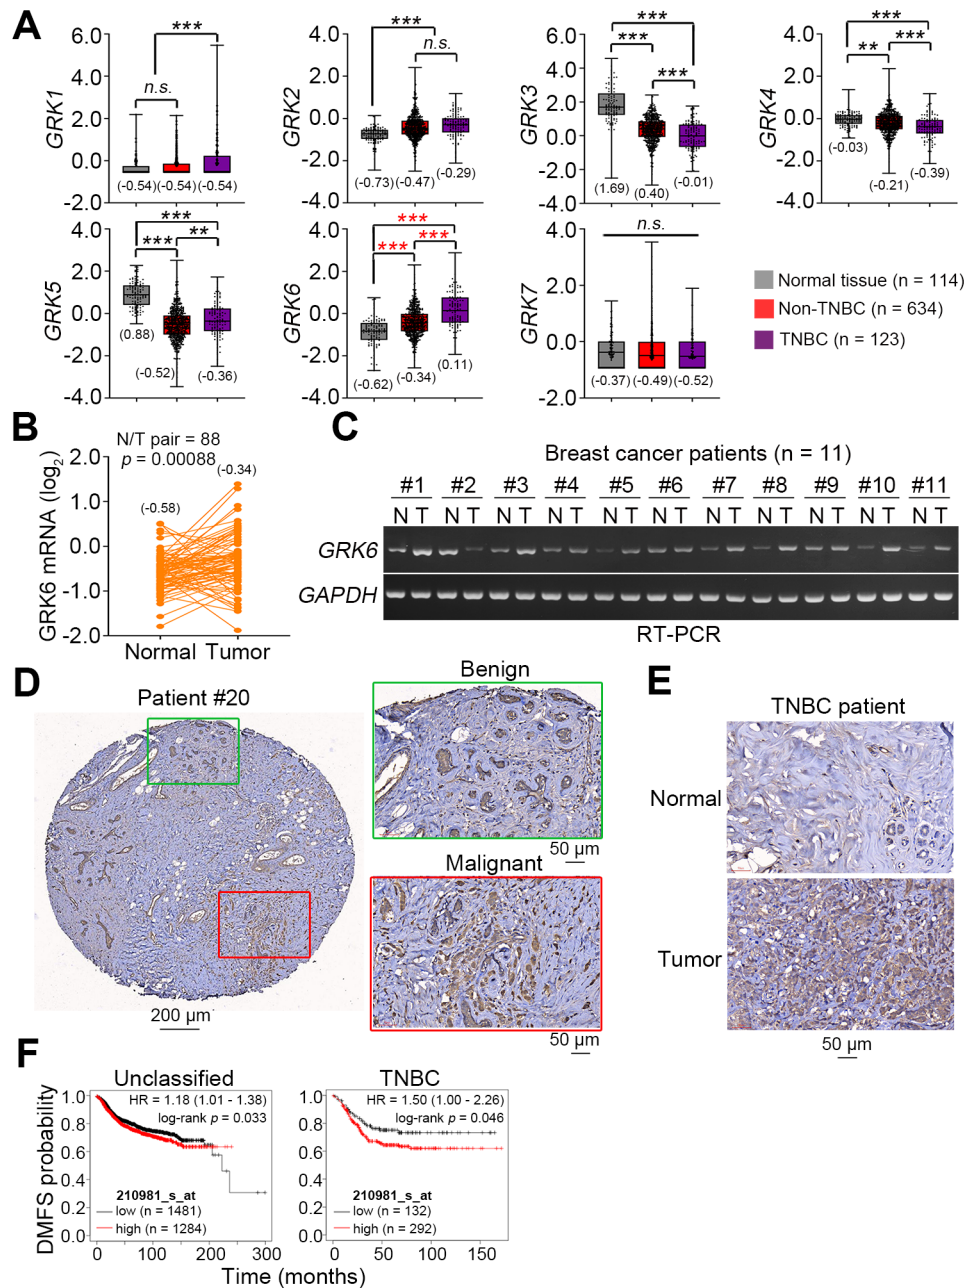 A
GRK1
6.0
4.0
2.0
0.0
-2.0
***
n.s.
(-0.54)
(-0.54)
(-0.54)
GRK2
4.0
2.0
0.0
-2.0
-4.0
***
n.s.
(-0.73)
(-0.47)
(-0.29)
GRK3
6.0
4.0
2.0
0.0
-2.0
-4.0
***
***
***
(1.69)
(0.40)
(-0.01)
GRK4
4.0
2.0
0.0
-2.0
-4.0
***
**
***
(-0.03)
(-0.21)
(-0.39)
GRK5
4.0
2.0
0.0
-2.0
-4.0
***
***
**
(0.88)
(-0.52)
(-0.36)
GRK6
4.0
2.0
0.0
-2.0
-4.0
***
***
***
(-0.62)
(-0.34)
(0.11)
GRK7
4.0
2.0
0.0
-2.0
n.s.
(-0.37)
(-0.49)
(-0.52)
Normal tissue (n = 114)
Non-TNBC (n = 634)
TNBC (n = 123)
B
N/T pair = 88
p = 0.00088
(-0.34)
(-0.58)
GRK6 mRNA (log2)
2.0
1.0
0.0
-1.0
-2.0
Normal Tumor
C
Breast cancer patients (n = 11)
#1 #2 #3 #4 #5 #6 #7 #8 #9 #10 #11
N T N T N T N T N T N T N T N T N T N T N T
GRK6
GAPDH
RT-PCR
D
Patient #20
200 µm
Benign
50 µm
Malignant
50 µm
E
TNBC patient
Normal
Tumor
50 µm
F
Unclassified
HR = 1.18 (1.01 - 1.38)
log-rank p = 0.033
DMFS probability
1.0
0.8
0.6
0.4
0.2
0.0
210981_s_at
low (n = 1481)
high (n = 1284)
0 100 200 300
TNBC
HR = 1.50 (1.00 - 2.26)
log-rank p = 0.046
1.0
0.8
0.6
0.4
0.2
0.0
210981_s_at
low (n = 132)
high (n = 292)
0 50 100 150
Time (months)